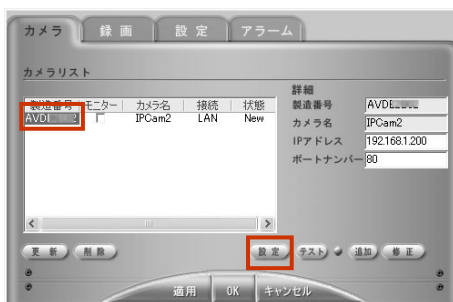 カメラ 録画 設定 アラーム
カメラリスト
製造番号 モニター カメラ名 接続 状態
AVDI 2 IPCam2 LAN New
詳細
製造番号 AVDI
カメラ名 IPCam2
IPアドレス 192.168.1.200
ポートナンバー 80
更新 削除 設定 テスト 追加 修正
適用 OK キャンセル